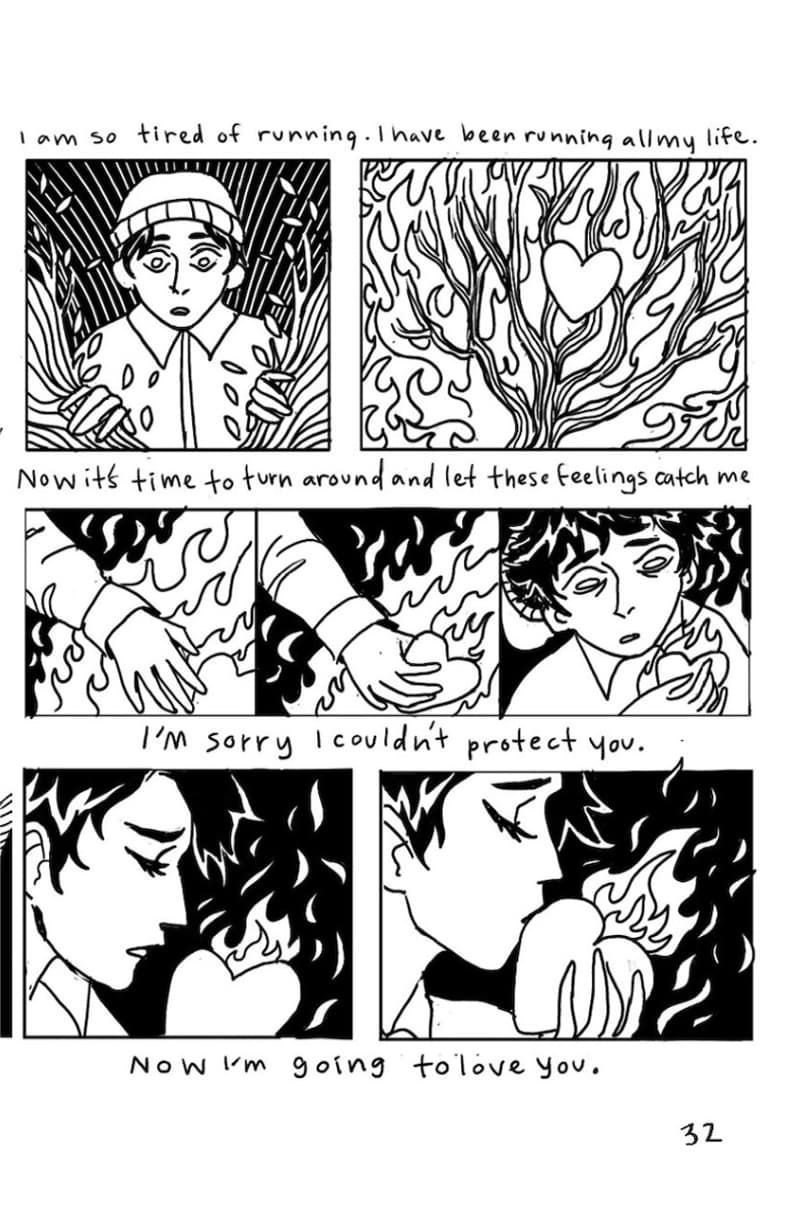 I am so tired of running. I have been running all my life.
Now it's time to turn around and let these feelings catch me
I'M sorry I couldn't protect you.
Now I'm going to love you.
32